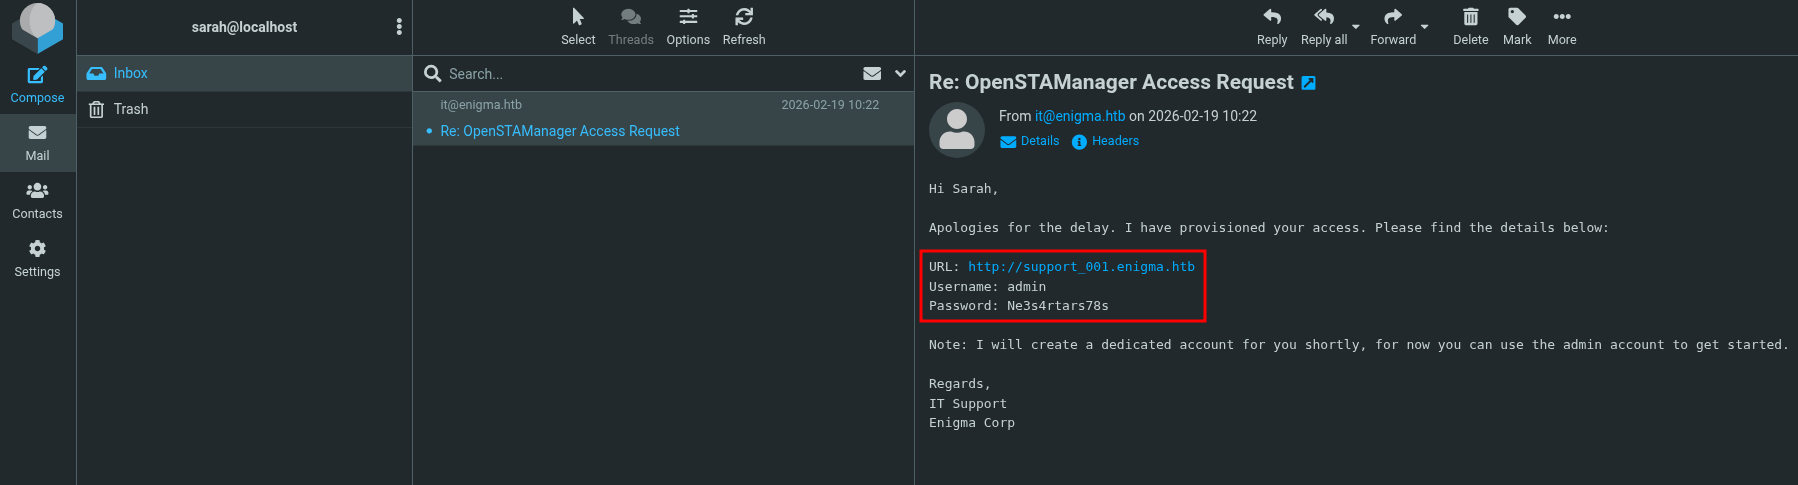 sarah@localhost
Compose
Mail
Contacts
Settings
Inbox
Trash
Select
Threads
Options
Refresh
Search...
it@enigma.htb 2026-02-19 10:22
Re: OpenSTAManager Access Request
Reply
Reply all
Forward
Delete
Mark
More
Re: OpenSTAManager Access Request
From it@enigma.htb on 2026-02-19 10:22
Details Headers
Hi Sarah,
Apologies for the delay. I have provisioned your access. Please find the details below:
URL: http://support_001.enigma.htb
Username: admin
Password: Ne3s4rtars78s
Note: I will create a dedicated account for you shortly, for now you can use the admin account to get started.
Regards,
IT Support
Enigma Corp